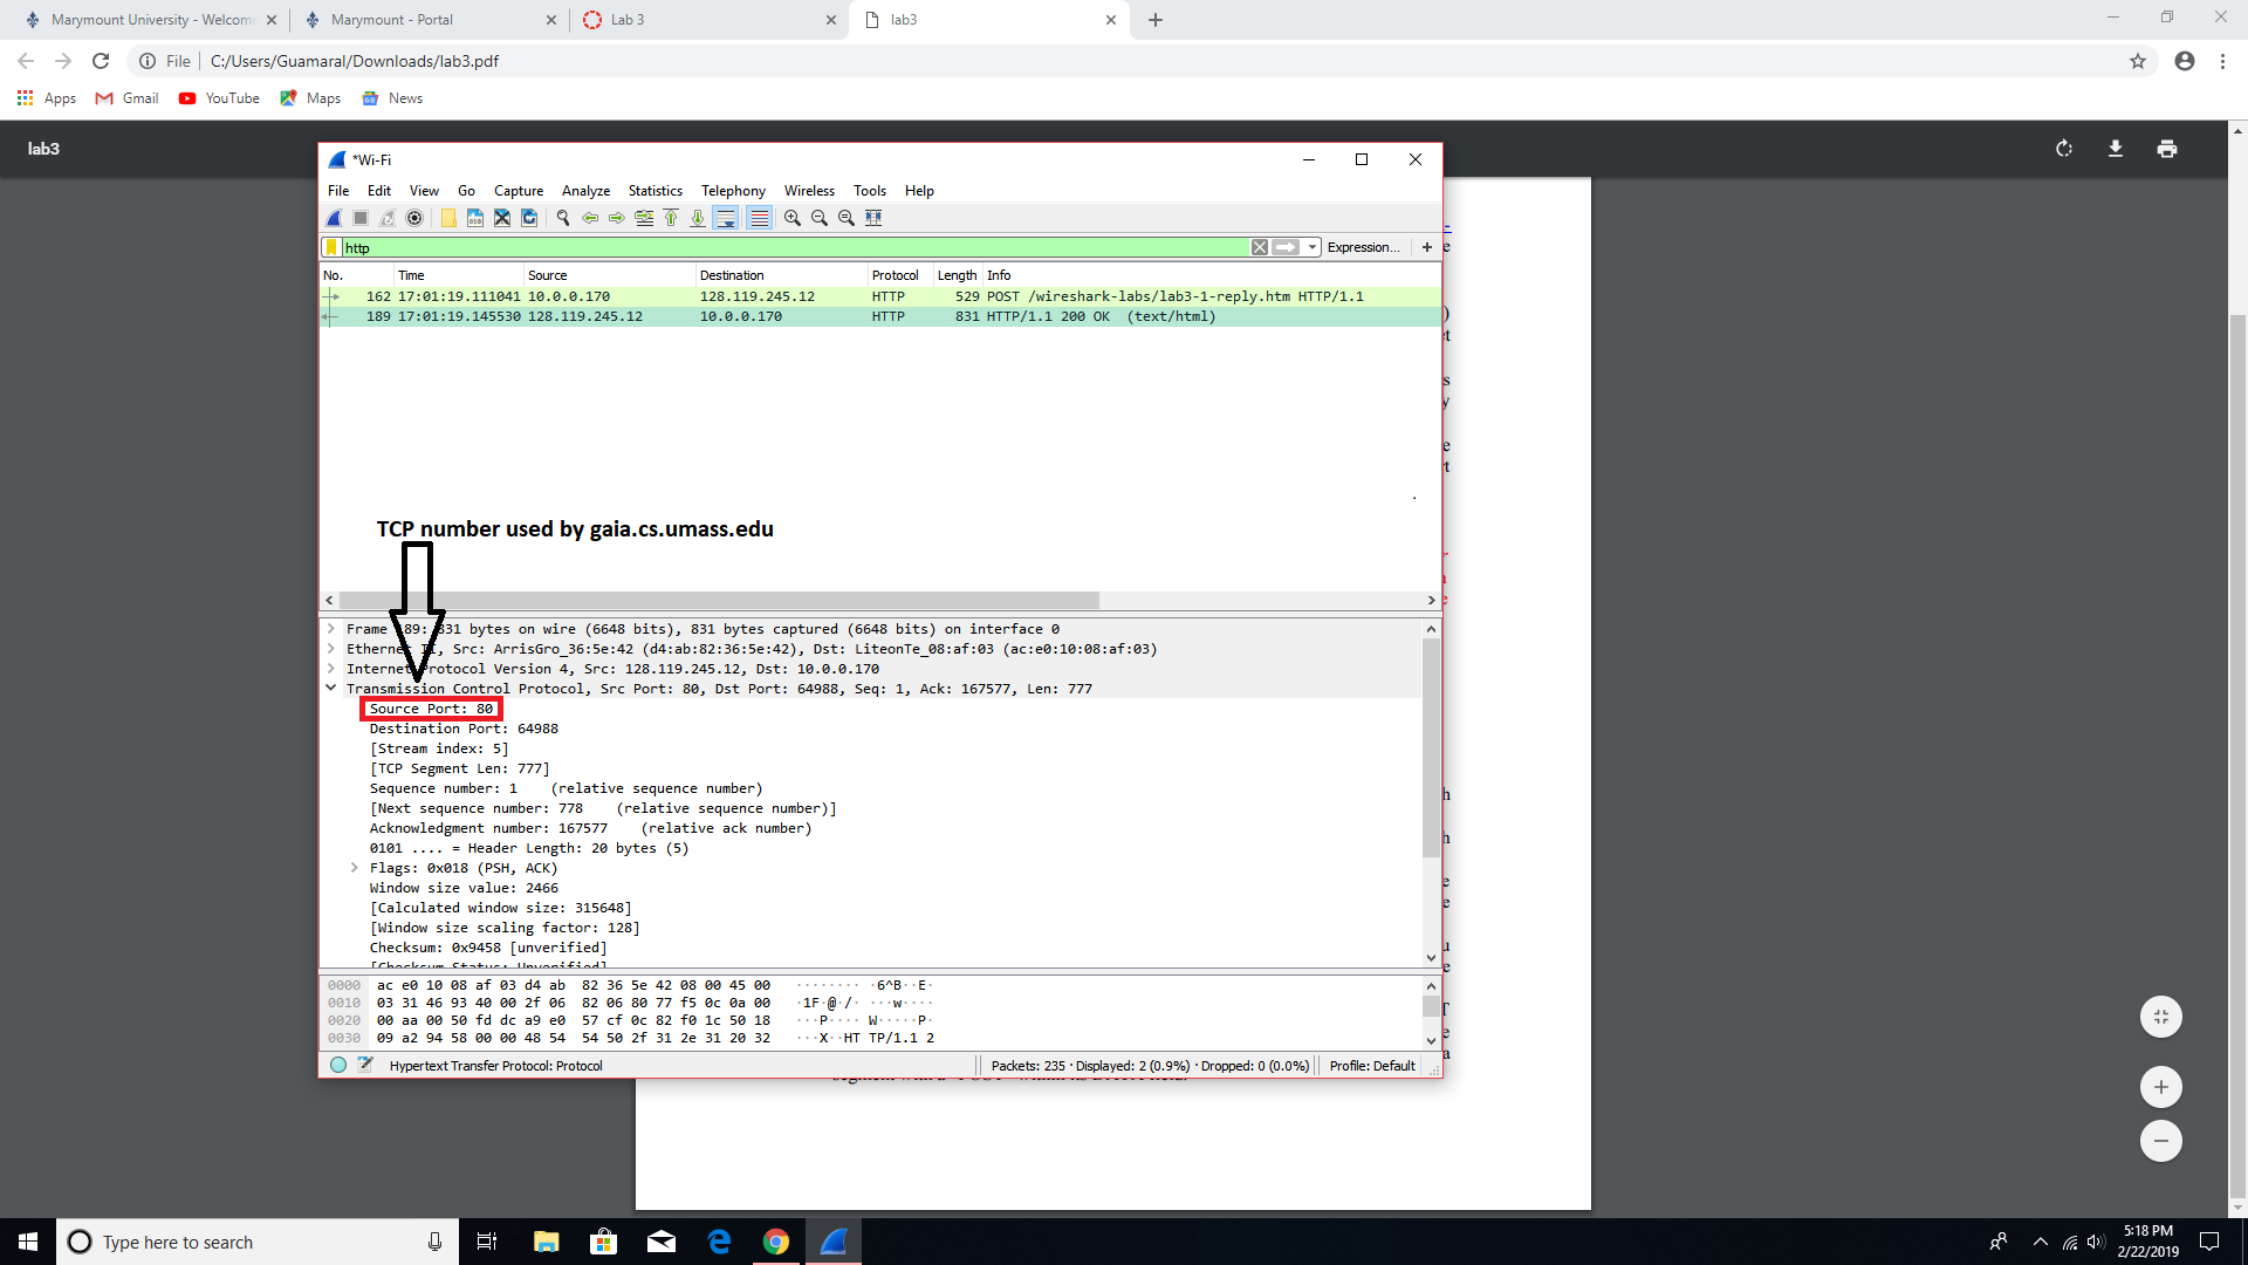 Marymount University - Welcome
Marymount - Portal
Lab 3
lab3
File
C:/Users/Guamaral/Downloads/lab3.pdf
Apps
Gmail
YouTube
Maps
News
lab3
*Wi-Fi
File Edit View Go Capture Analyze Statistics Telephony Wireless Tools Help
http
Expression... +
No. Time Source Destination Protocol Length Info
162 17:01:19.111041 10.0.0.170 128.119.245.12 HTTP 529 POST /wireshark-labs/lab3-1-reply.htm HTTP/1.1
189 17:01:19.145530 128.119.245.12 10.0.0.170 HTTP 831 HTTP/1.1 200 OK (text/html)
TCP number used by gaia.cs.umass.edu
Frame 189: 831 bytes on wire (6648 bits), 831 bytes captured (6648 bits) on interface 0
Ethernet II, Src: ArrisGro_36:5e:42 (d4:ab:82:36:5e:42), Dst: LiteonTe_08:af:03 (ac:e0:10:08:af:03)
Internet Protocol Version 4, Src: 128.119.245.12, Dst: 10.0.0.170
Transmission Control Protocol, Src Port: 80, Dst Port: 64988, Seq: 1, Ack: 167577, Len: 777
Source Port: 80
Destination Port: 64988
[Stream index: 5]
[TCP Segment Len: 777]
Sequence number: 1 (relative sequence number)
[Next sequence number: 778 (relative sequence number)]
Acknowledgment number: 167577 (relative ack number)
0101 .... = Header Length: 20 bytes (5)
Flags: 0x018 (PSH, ACK)
Window size value: 2466
[Calculated window size: 315648]
[Window size scaling factor: 128]
Checksum: 0x9458 [unverified]
[Checksum Status: Unverified]
0000 ac e0 10 08 af 03 d4 ab 82 36 5e 42 08 00 45 00 ········ ·6^B··E·
0010 03 31 46 93 40 00 2f 06 82 06 80 77 f5 0c 0a 00 ·1F·@·/· ···w····
0020 00 aa 00 50 fd dc a9 e0 57 cf 0c 82 f0 1c 50 18 ···P···· W·····P·
0030 09 a2 94 58 00 00 48 54 54 50 2f 31 2e 31 20 32 ···X··HT TP/1.1 2
Hypertext Transfer Protocol: Protocol
Packets: 235 · Displayed: 2 (0.9%) · Dropped: 0 (0.0%)
Profile: Default
Type here to search
5:18 PM
2/22/2019